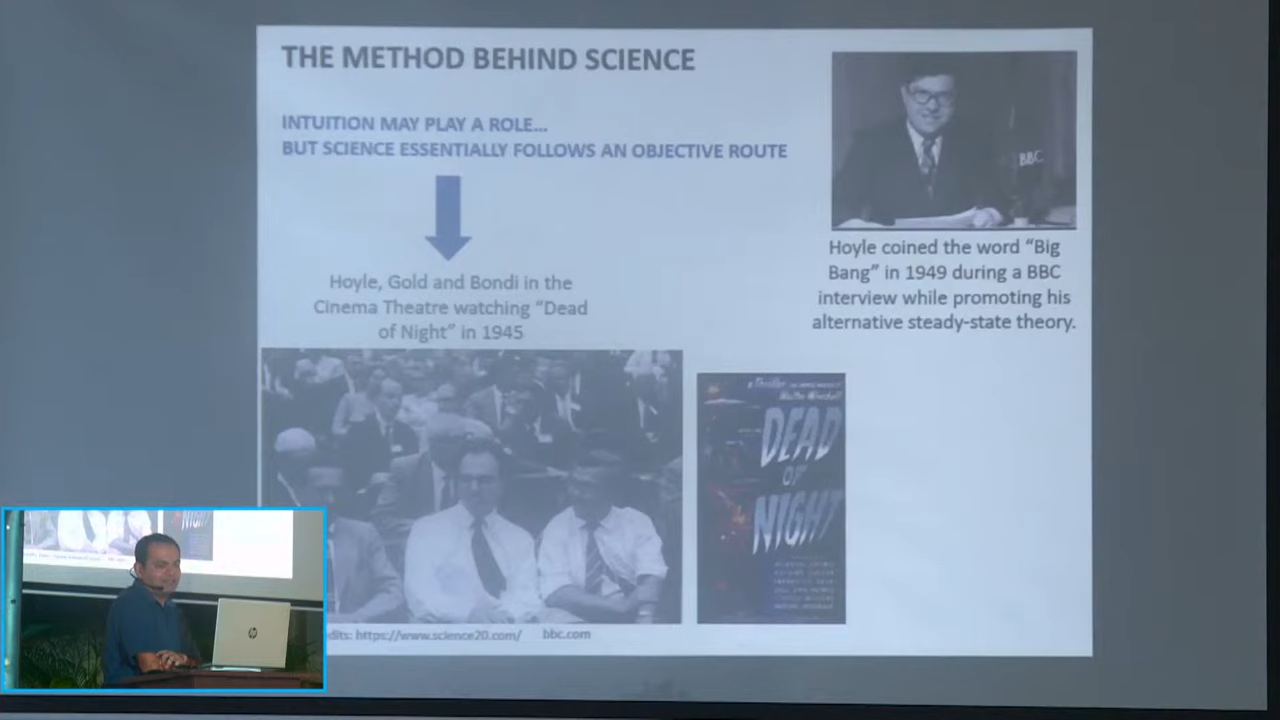 THE METHOD BEHIND SCIENCE
INTUITION MAY PLAY A ROLE...
BUT SCIENCE ESSENTIALLY FOLLOWS AN OBJECTIVE ROUTE
Hoyle, Gold and Bondi in the
Cinema Theatre watching “Dead
of Night” in 1945
BBC
Hoyle coined the word “Big
Bang” in 1949 during a BBC
interview while promoting his
alternative steady-state theory.
DEAD
OF
NIGHT
https://www.science20.com/ bbc.com
hp